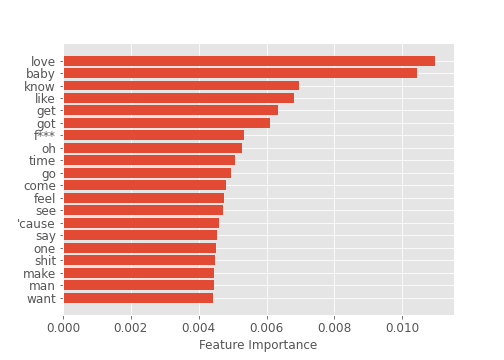 love
baby
know
like
get
got
f***
oh
time
go
come
feel
see
'cause
say
one
shit
make
man
want
0.000 0.002 0.004 0.006 0.008 0.010
Feature Importance